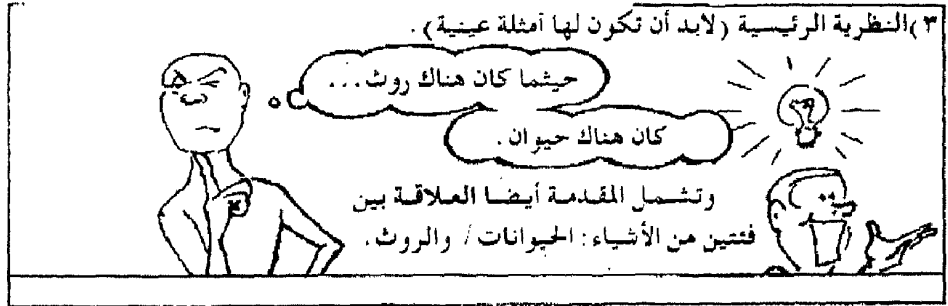 ٣)النظرية الرئيسية (لابد أن تكون لها أمثلة عينية).
حيثما كان هناك روث...
كان هناك حيوان.
وتشمل المقدمة أيضا العلاقة بين
فئتين من الأشياء: الحيوانات/ والروث.